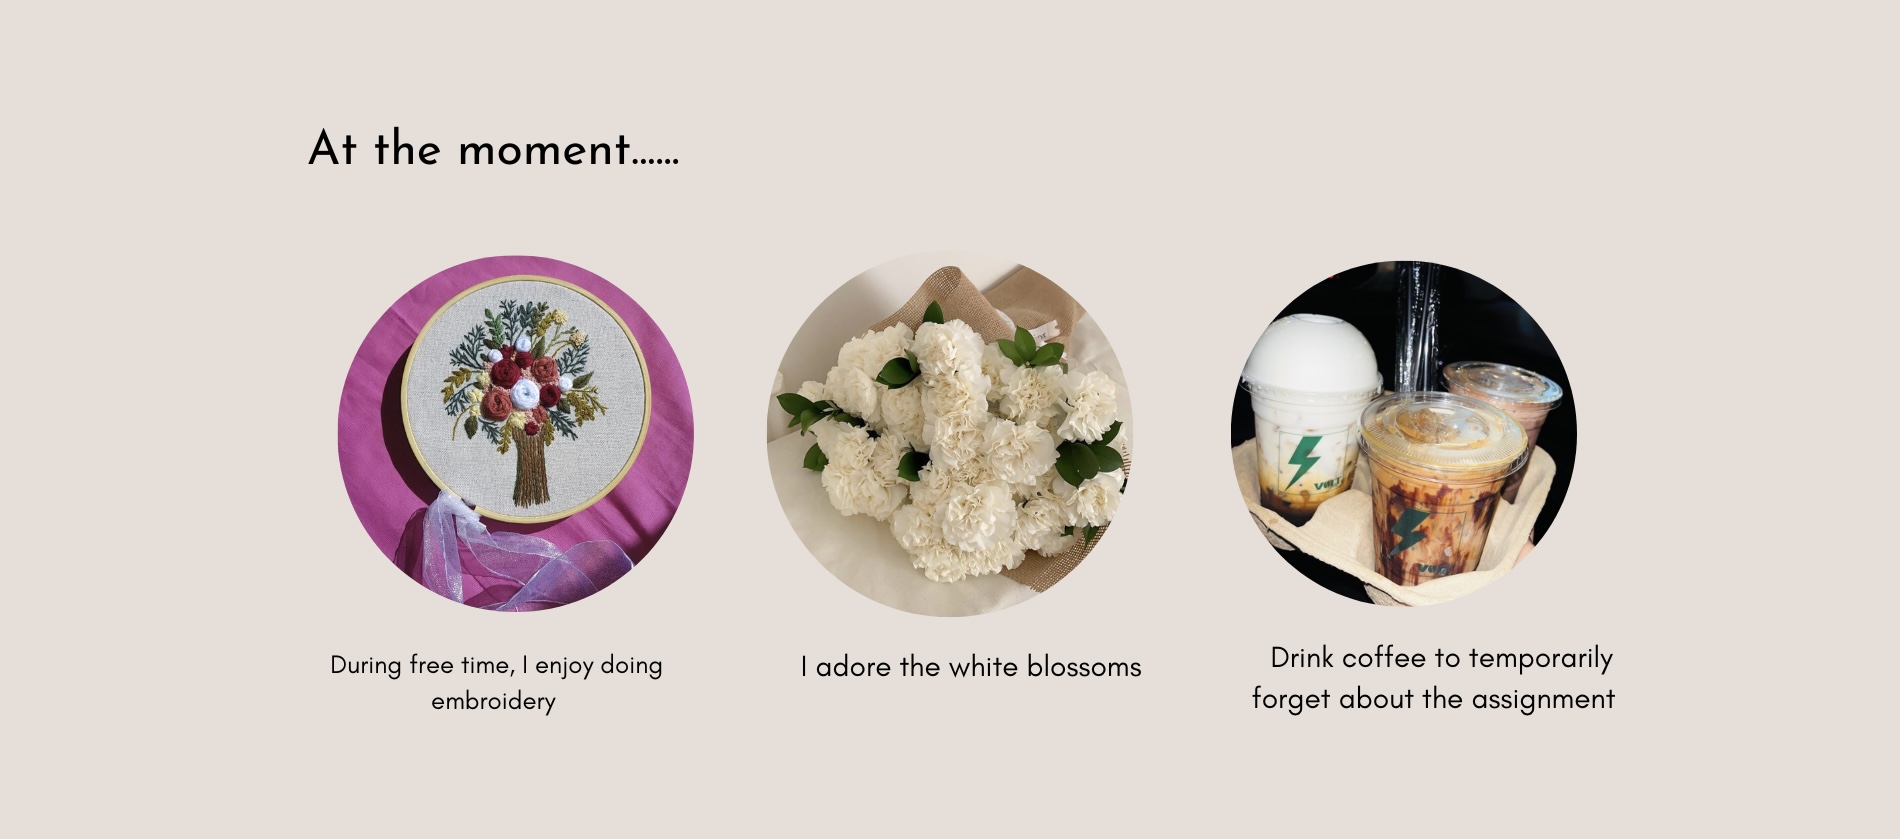 At the moment......
During free time, I enjoy doing
embroidery
I adore the white blossoms
VOLT
Drink coffee to temporarily
forget about the assignment